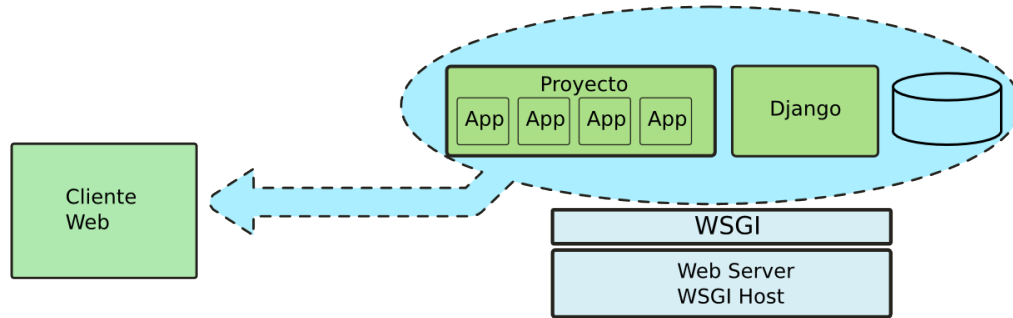 Proyecto
App App App App
Django
Cliente
Web
WSGI
Web Server
WSGI Host